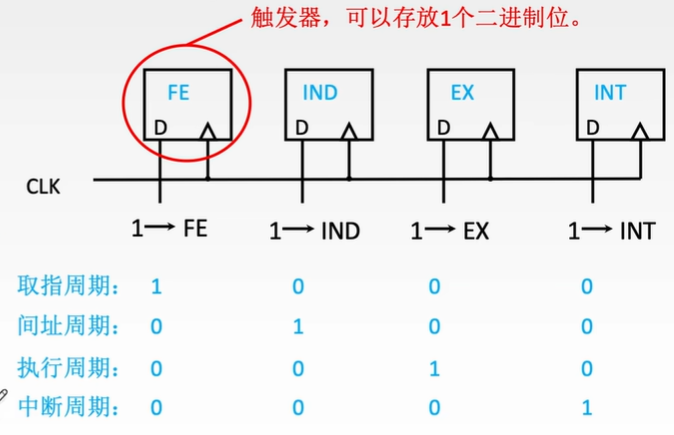 触发器，可以存放1个二进制位。
FE IND EX INT
D D D D
CLK
1→ FE 1→ IND 1→ EX 1→ INT
取指周期： 1 0 0 0
间址周期： 0 1 0 0
执行周期： 0 0 1 0
中断周期： 0 0 0 1